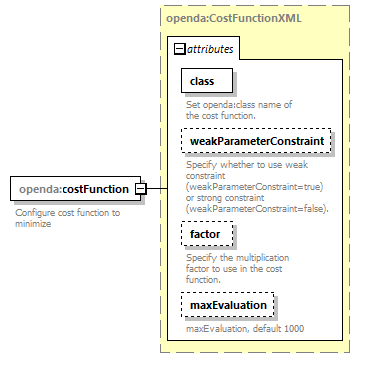 openda:CostFunctionXML
attributes
class
Set openda:class name of
the cost function.
weakParameterConstraint
Specify whether to use weak
constraint
(weakParameterConstraint=true)
or strong constraint
(weakParameterConstraint=false).
openda:costFunction
Configure cost function to
minimize
factor
Specify the multiplication
factor to use in the cost
function.
maxEvaluation
maxEvaluation, default 1000